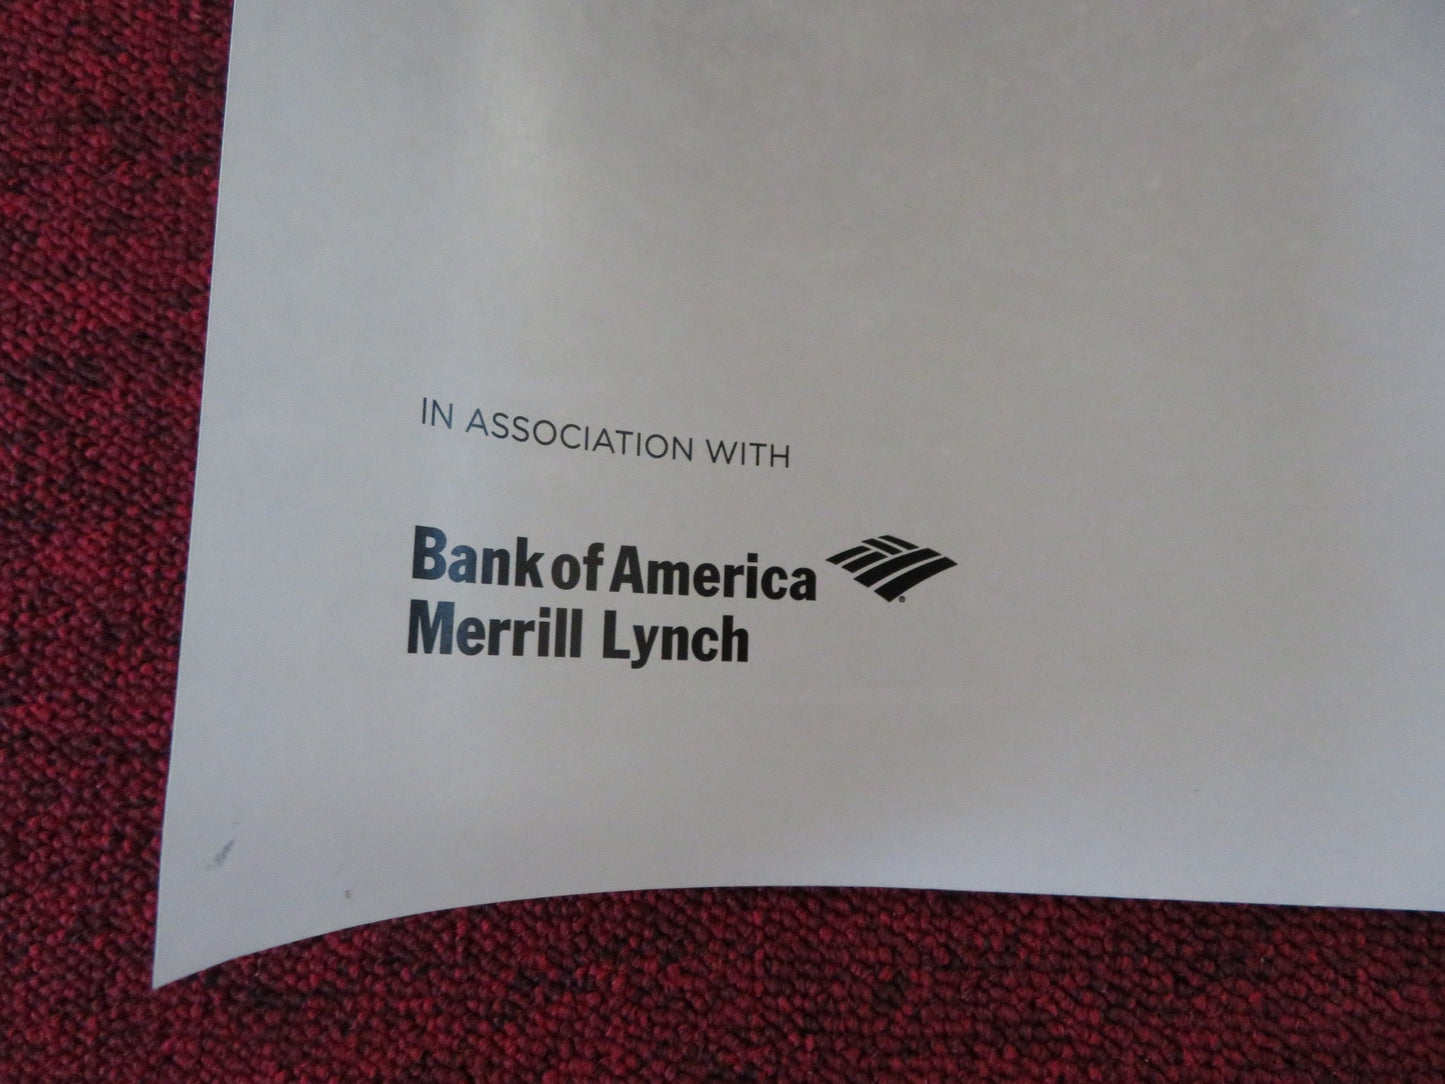 IN ASSOCIATION WITH
Bank of America
Merrill Lynch